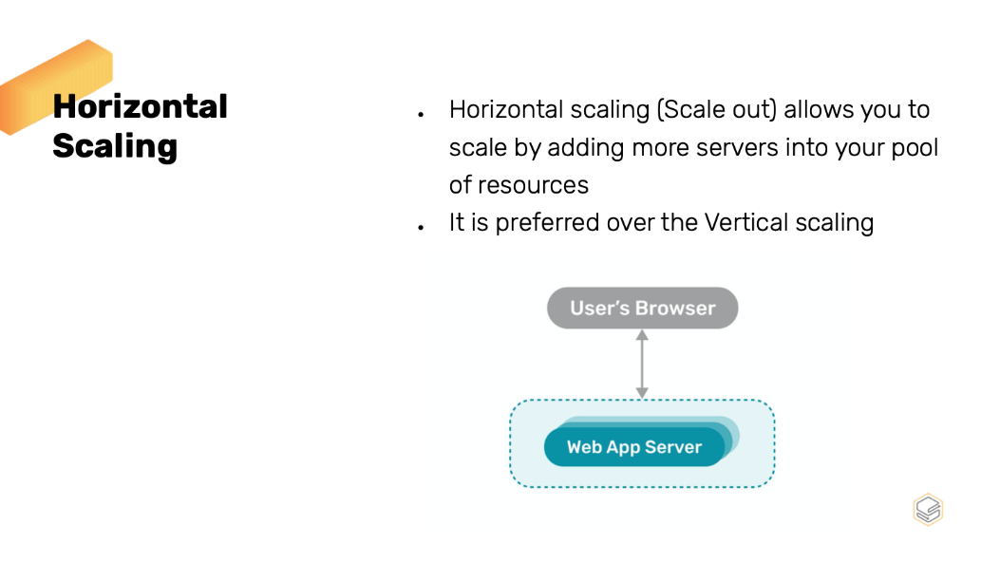 Horizontal
Scaling
• Horizontal scaling (Scale out) allows you to
scale by adding more servers into your pool
of resources
• It is preferred over the Vertical scaling
User’s Browser
Web App Server